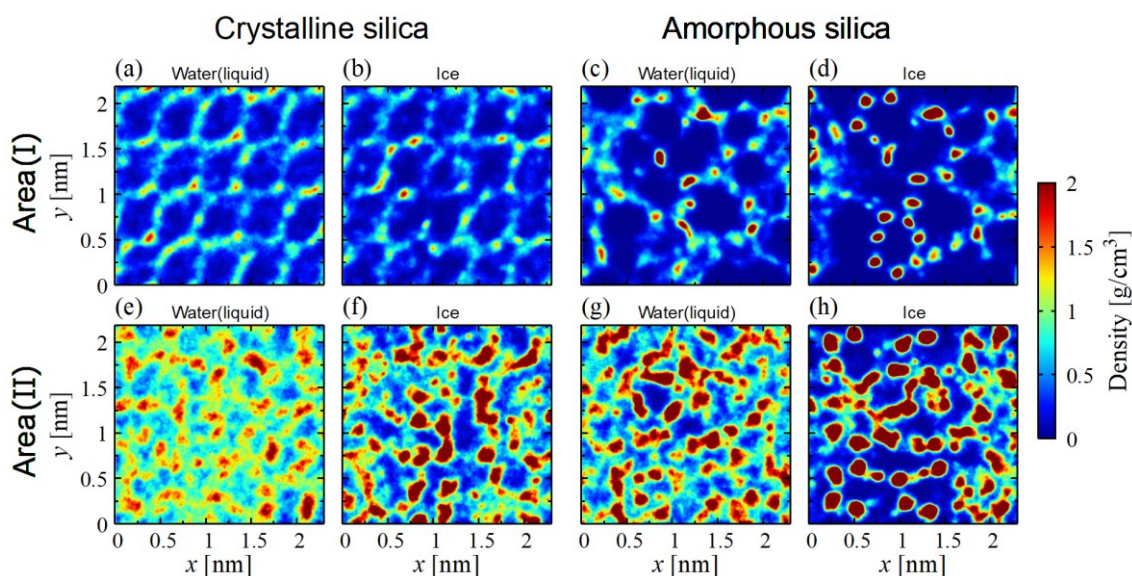 Crystalline silica Amorphous silica
(a) Water(liquid) (b) Ice (c) Water(liquid) (d) Ice
Area(I)
y [nm]
2
1.5
1
0.5
0
(e) Water(liquid) (f) Ice (g) Water(liquid) (h) Ice
Area(II)
y [nm]
2
1.5
1
0.5
0
0 0.5 1 1.5 2 0 0.5 1 1.5 2 0 0.5 1 1.5 2 0 0.5 1 1.5 2
x [nm] x [nm] x [nm] x [nm]
2
1.5
1
0.5
0
Density [g/cm³]